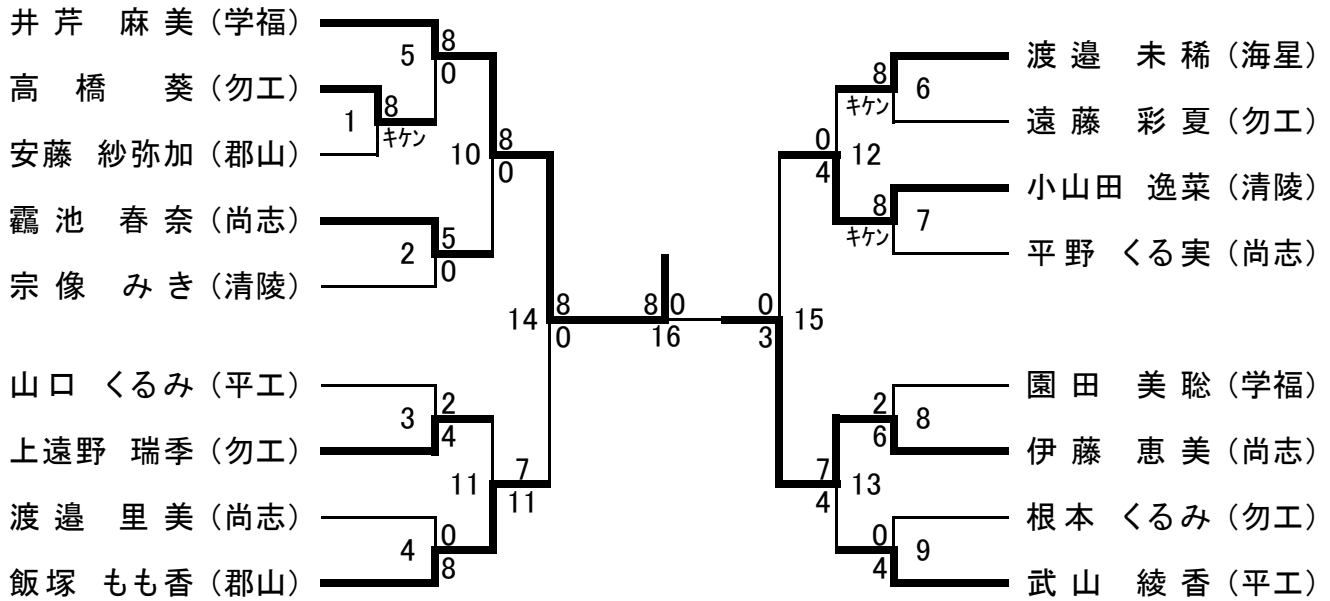 井芹 麻美 (学福)
高橋 葵 (勿工)
安藤 紗弥加 (郡山)
靍池 春奈 (尚志)
宗像 みき (清陵)
山口 くるみ (平工)
上遠野 瑞季 (勿工)
渡邉 里美 (尚志)
飯塚 もも香 (郡山)
5
8
0
1
8
キケン
10
8
0
2
5
0
14
8
0
3
2
4
11
7
11
4
0
8
8 0
16
渡邉 未稀 (海星)
遠藤 彩夏 (勿工)
小山田 逸菜 (清陵)
平野 くる実 (尚志)
園田 美聡 (学福)
伊藤 恵美 (尚志)
根本 くるみ (勿工)
武山 綾香 (平工)
8
キケン
6
0
4
12
8
キケン
7
0
3
15
2
6
8
7
4
13
0
4
9